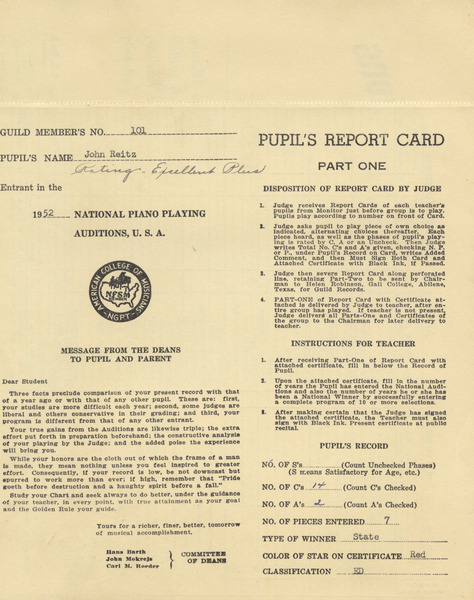 GUILD MEMBER'S NO. 101
PUPIL'S NAME John Reitz
Rating - Excellent Plus
Entrant in the
1952 NATIONAL PIANO PLAYING
AUDITIONS, U. S. A.
AMERICAN COLLEGE OF MUSICIANS
NFSM
NGPT
MESSAGE FROM THE DEANS
TO PUPIL AND PARENT
Dear Student
Three facts preclude comparison of your present record with that
of a year ago or with that of any other pupil. These are: first,
your studies are more difficult each year; second, some judges are
liberal and others conservative in their grading; and third, your
program is different from that of any other entrant.
Your true gains from the Auditions are likewise triple; the extra
effort put forth in preparation beforehand; the constructive analysis
of your playing by the Judge; and the added poise the experience
will bring you.
While your honors are the cloth out of which the frame of a man
is made, they mean nothing unless you feel inspired to greater
effort. Consequently, if your record is low, be not downcast but
spurred to work more than ever; if high, remember that "Pride
goeth before destruction and a haughty spirit before a fall."
Study your Chart and seek always to do better, under the guidance
of your teacher, in every point, with true attainment as your goal
and the Golden Rule your guide.
Yours for a richer, finer, better, tomorrow
of musical accomplishment.
Hans Barth
John Mokrejs
Carl M. Roeder
COMMITTEE
OF DEANS
PUPIL'S REPORT CARD
PART ONE
DISPOSITION OF REPORT CARD BY JUDGE
1. Judge receives Report Cards of each teacher's
pupils from Monitor just before group is to play.
Pupils play according to number on front of Card.
2. Judge asks pupil to play piece of own choice as
indicated, alternating choices thereafter. Each
piece heard, as well as the phases of pupil's play-
ing is rated by C, A or an Uncheck. Then Judge
writes Total No. C's and A's given, checking N. P.
or P., under Pupil's Record on Card, writes Added
Comment, and then Must Sign Both Card and
Attached Certificate with Black Ink, if Passed.
3. Judge then severs Report Card along perforated
line, retaining Part-Two to be sent by Chair-
man to Helen Robinson, Gail College, Abilene,
Texas, for Guild Records.
4. PART-ONE of Report Card with Certificate at-
tached is delivered by Judge to teacher, after en-
tire group has played. If teacher is not present,
Judge delivers all Parts-One and Certificates of
the group to the Chairman for later delivery to
teacher.
INSTRUCTIONS FOR TEACHER
1. After receiving Part-One of Report Card with
attached certificate, fill in below the Record of
Pupil.
2. Upon the attached certificate, fill in the number
of years the Pupil has entered the National Audi-
tions and also the number of years he or she has
been a National Winner by successfully entering
a complete program of 10 or more selections.
3. After making certain that the Judge has signed
the attached certificate, the Teacher must also
sign with Black Ink. Present certificate at public
recital.
PUPIL'S RECORD
NO. OF S's (Count Unchecked Phases)
(S means Satisfactory for Age, etc.)
NO. OF C's 14 (Count C's Checked)
NO. OF A's 2 (Count A's Checked)
NO. OF PIECES ENTERED 7
TYPE OF WINNER State
COLOR OF STAR ON CERTIFICATE Red
CLASSIFICATION ED